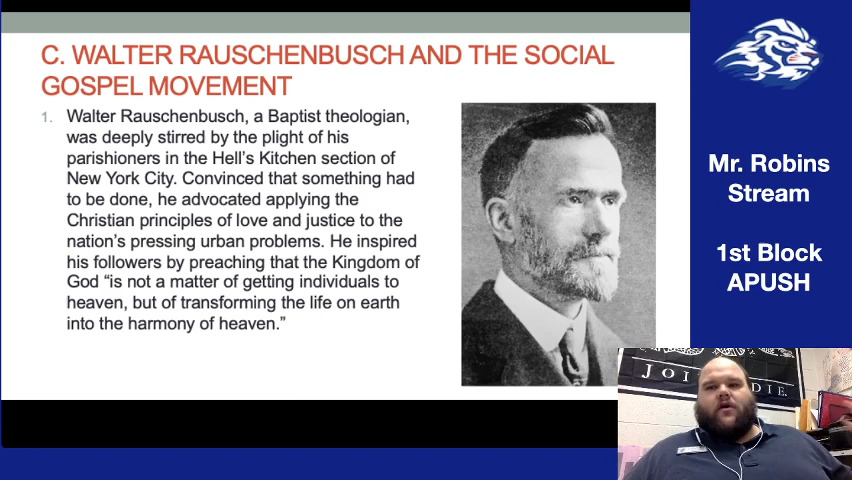 C. WALTER RAUSCHENBUSCH AND THE SOCIAL
GOSPEL MOVEMENT
1. Walter Rauschenbusch, a Baptist theologian,
was deeply stirred by the plight of his
parishioners in the Hell's Kitchen section of
New York City. Convinced that something had
to be done, he advocated applying the
Christian principles of love and justice to the
nation's pressing urban problems. He inspired
his followers by preaching that the Kingdom of
God "is not a matter of getting individuals to
heaven, but of transforming the life on earth
into the harmony of heaven."
Mr. Robins
Stream
1st Block
APUSH
DIE.